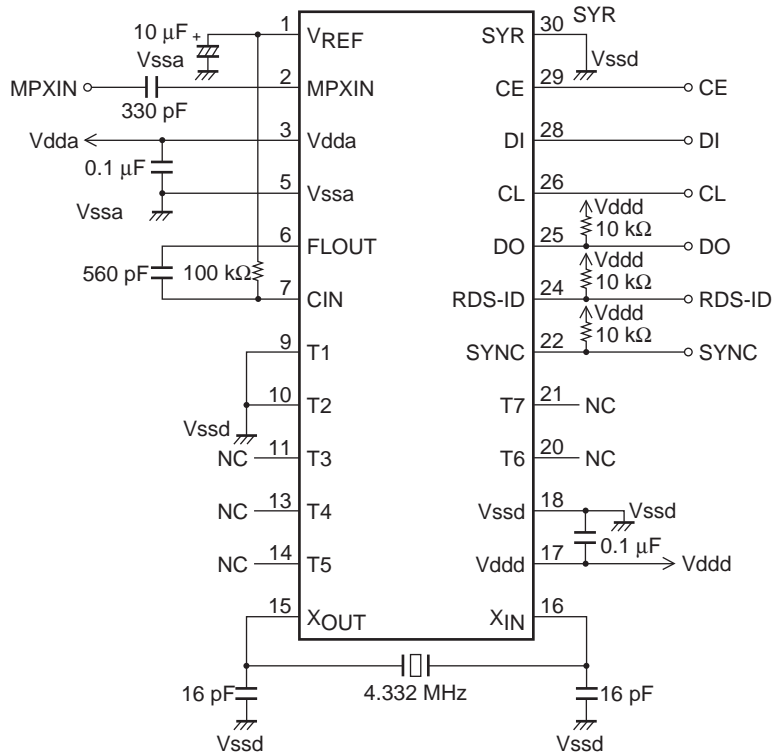 SYR
10 µF +
Vssa
1
VREF
SYR
30
Vssd
MPXIN
330 pF
2
MPXIN
CE
29
CE
Vdda
3
Vdda
DI
28
DI
0.1 µF
Vssa
5
Vssa
CL
26
CL
Vddd
10 kΩ
560 pF
6
FLOUT
DO
25
DO
100 kΩ
Vddd
10 kΩ
7
CIN
RDS-ID
24
RDS-ID
Vddd
10 kΩ
9
T1
SYNC
22
SYNC
Vssd
10
T2
T7
21
NC
NC
11
T3
T6
20
NC
NC
13
T4
Vssd
18
Vssd
0.1 µF
NC
14
T5
Vddd
17
Vddd
15
XOUT
XIN
16
16 pF
4.332 MHz
16 pF
Vssd
Vssd